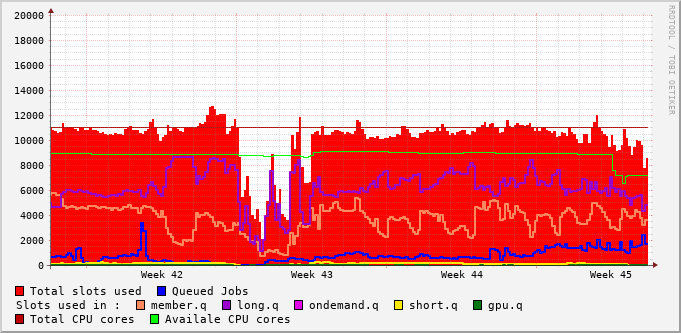 20000
18000
16000
14000
12000
10000
8000
6000
4000
2000
0
Week 42 Week 43 Week 44 Week 45
Total slots used Queued Jobs
Slots used in : member.q long.q ondemand.q short.q gpu.q
Total CPU cores Availale CPU cores
RRDTOOL / TOBI OETIKER